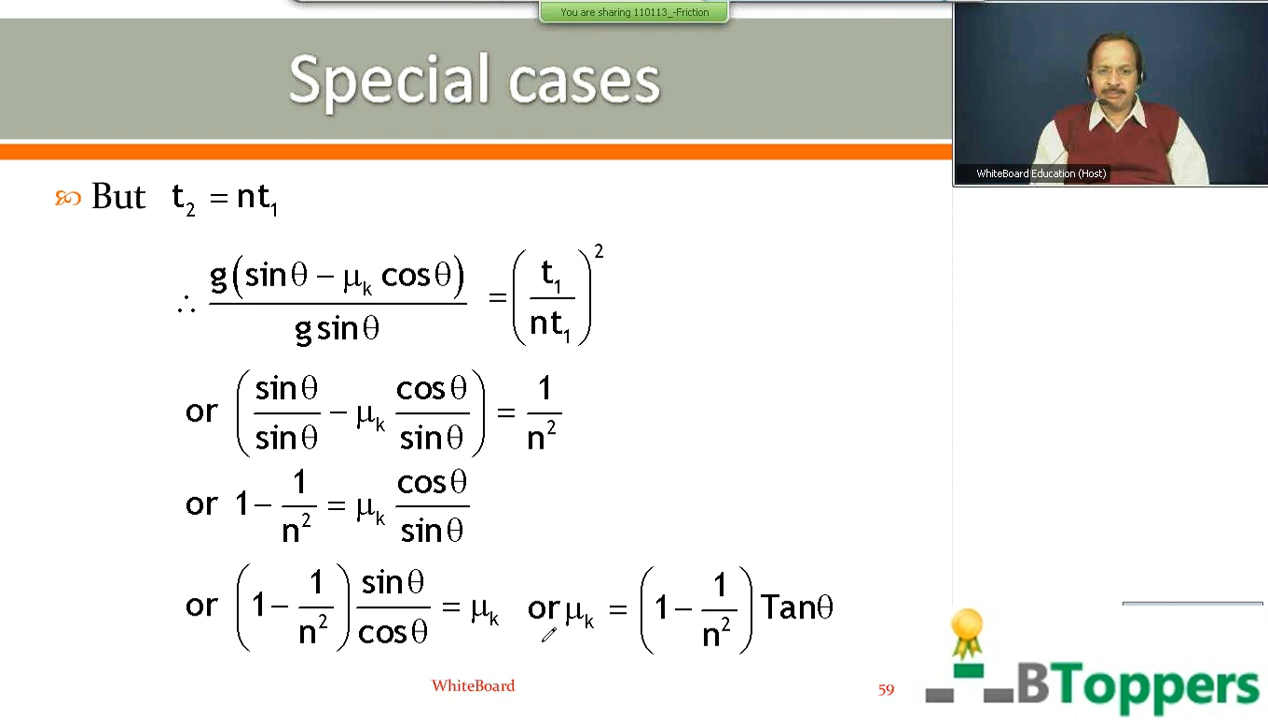 You are sharing 110113_-Friction
Special cases
WhiteBoard Education (Host)
But t₂ = nt₁
∴ g(sinθ − μₖ cosθ) / g sinθ = (t₁ / nt₁)²
or (sinθ / sinθ − μₖ cosθ / sinθ) = 1 / n²
or 1 − 1 / n² = μₖ cosθ / sinθ
or (1 − 1 / n²) sinθ / cosθ = μₖ or μₖ = (1 − 1 / n²) Tanθ
WhiteBoard
59
BToppers